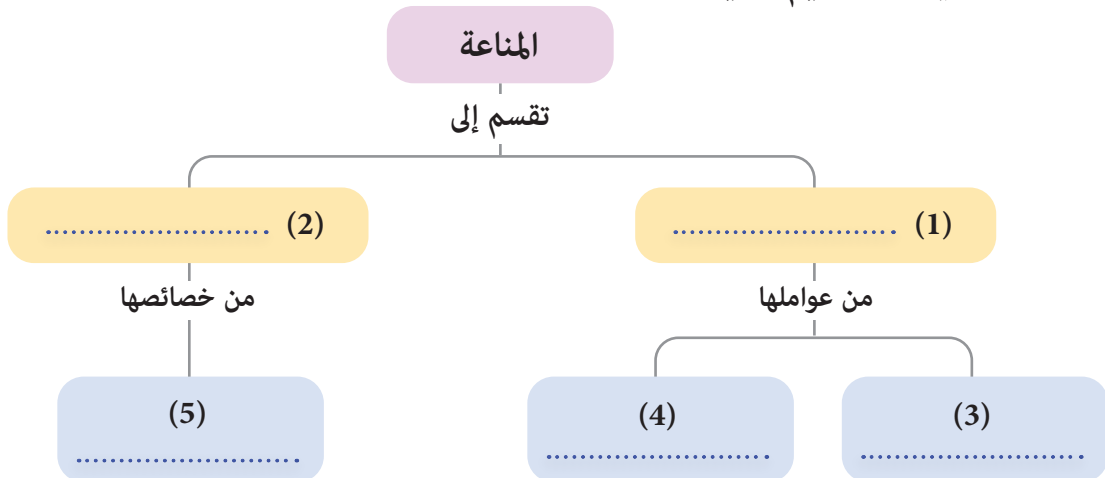 المناعة
تقسم إلى
(1) ..........................
(2) ..........................
من عواملها
من خصائصها
(3)
..........................
(4)
..........................
(5)
..........................